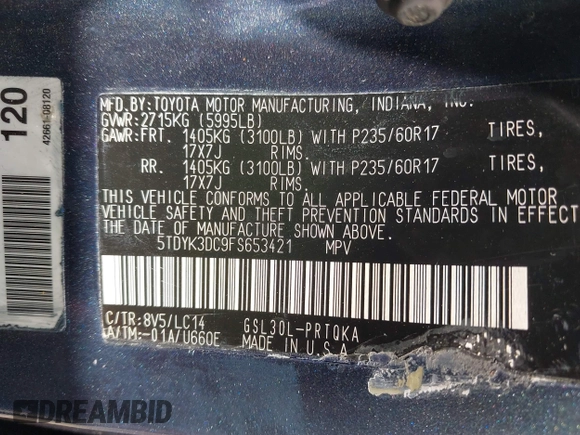 MFD.BY:TOYOTA MOTOR MANUFACTURING, INDIANA, INC.
GVWR:2715KG (5995LB)
GAWR:FRT. 1405KG (3100LB) WITH P235/60R17 TIRES,
17X7J RIMS.
RR. 1405KG (3100LB) WITH P235/60R17 TIRES,
17X7J RIMS.
THIS VEHICLE CONFORMS TO ALL APPLICABLE FEDERAL MOTOR
VEHICLE SAFETY AND THEFT PREVENTION STANDARDS IN EFFECT
THE DATE OF MANUFACTURE SHOWN ABOVE.
5TDYK3DC9FS653421 MPV
C/TR:8V5/LC14 GSL30L-PRTQKA
A/TM:-01A/U660E MADE IN U.S.A
120
42661-08120
DREAMBID